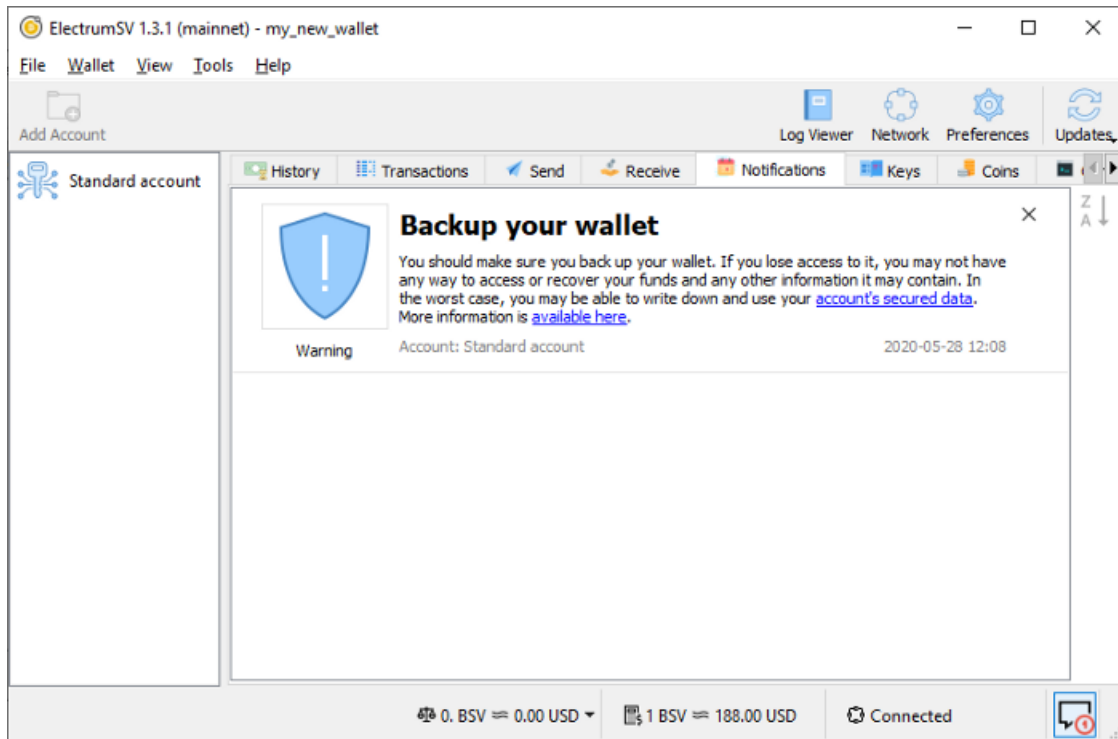 ElectrumSV 1.3.1 (mainnet) - my_new_wallet
File Wallet View Tools Help
Add Account
Log Viewer Network Preferences Updates
Standard account
History Transactions Send Receive Notifications Keys Coins
Z
A
Backup your wallet
You should make sure you back up your wallet. If you lose access to it, you may not have
any way to access or recover your funds and any other information it may contain. In
the worst case, you may be able to write down and use your account's secured data.
More information is available here.
Warning
Account: Standard account 2020-05-28 12:08
0. BSV ≈ 0.00 USD
1 BSV ≈ 188.00 USD
Connected
1